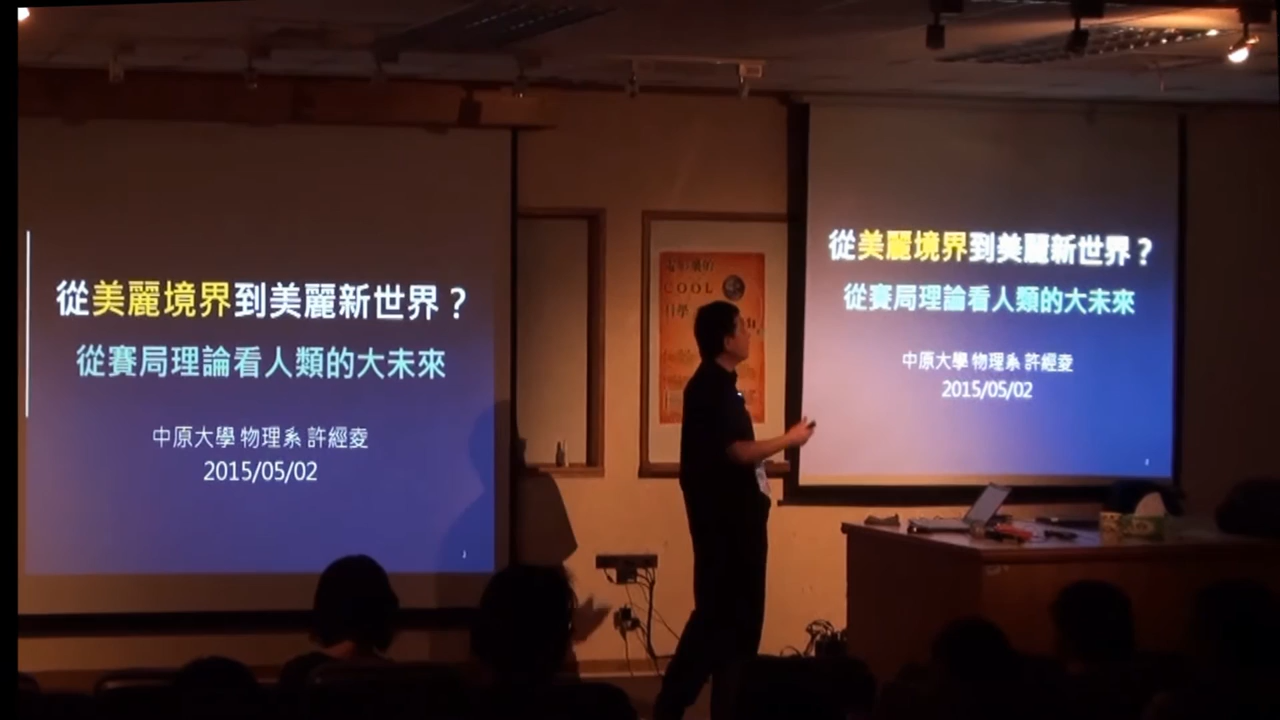 從美麗境界到美麗新世界？
從賽局理論看人類的大未來
中原大學 物理系 許經夌
2015/05/02
COOL
從美麗境界到美麗新世界？
從賽局理論看人類的大未來
中原大學 物理系 許經夌
2015/05/02